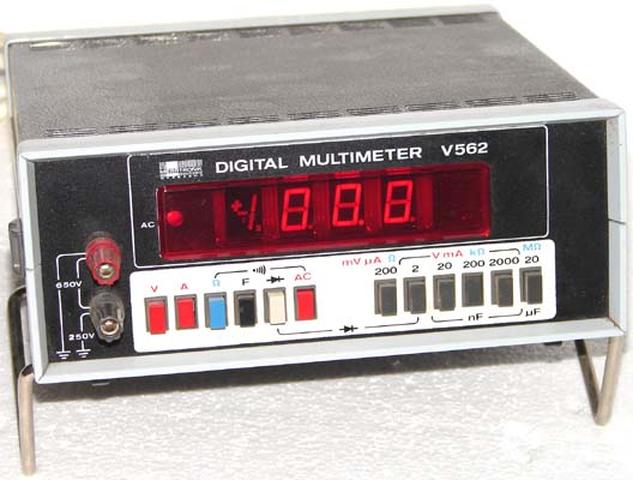 DIGITAL MULTIMETER V562
AC
888
650V
250V
V A Ω F AC
mV μA Ω V mA kΩ MΩ
200 2 20 200 2000 20
nF μF